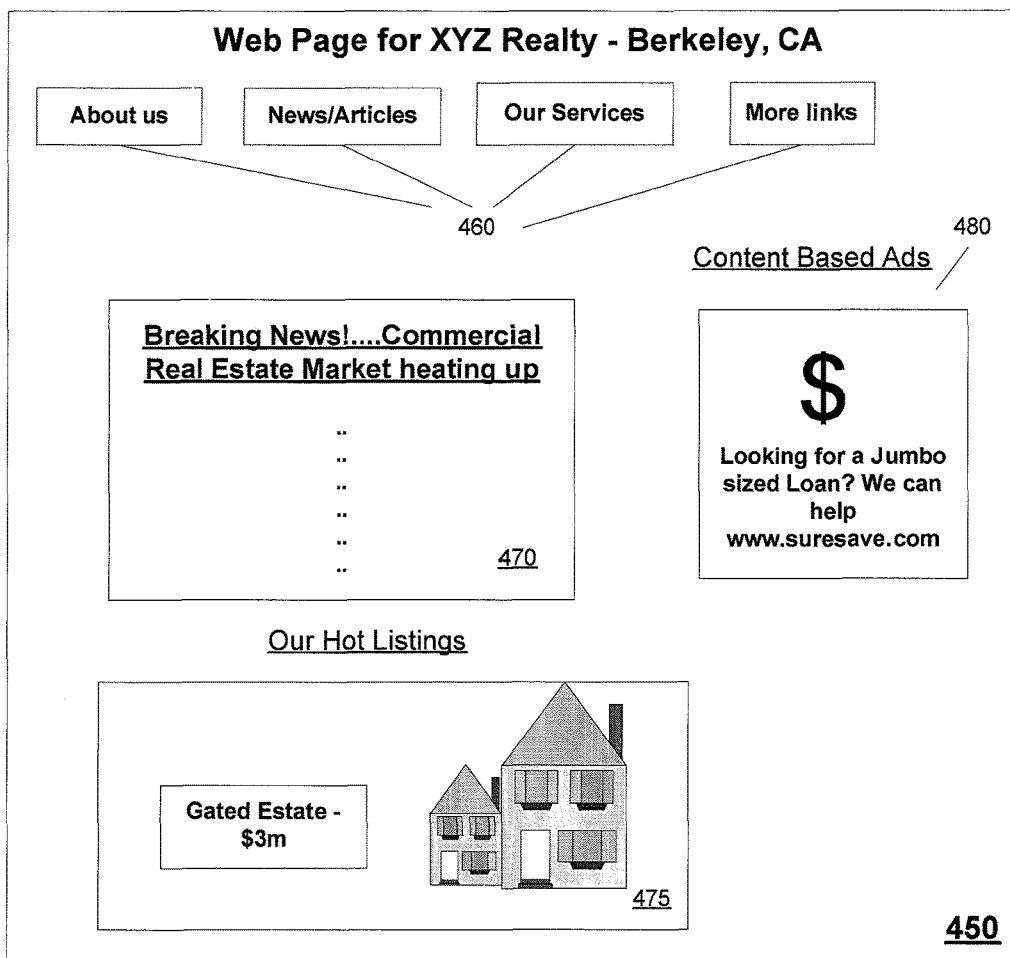 Web Page for XYZ Realty - Berkeley, CA
About us
News/Articles
Our Services
More links
460
480
Content Based Ads
Breaking News!....Commercial
Real Estate Market heating up
..
..
..
..
..
..
470
$
Looking for a Jumbo
sized Loan? We can
help
www.suresave.com
Our Hot Listings
Gated Estate -
$3m
475
450